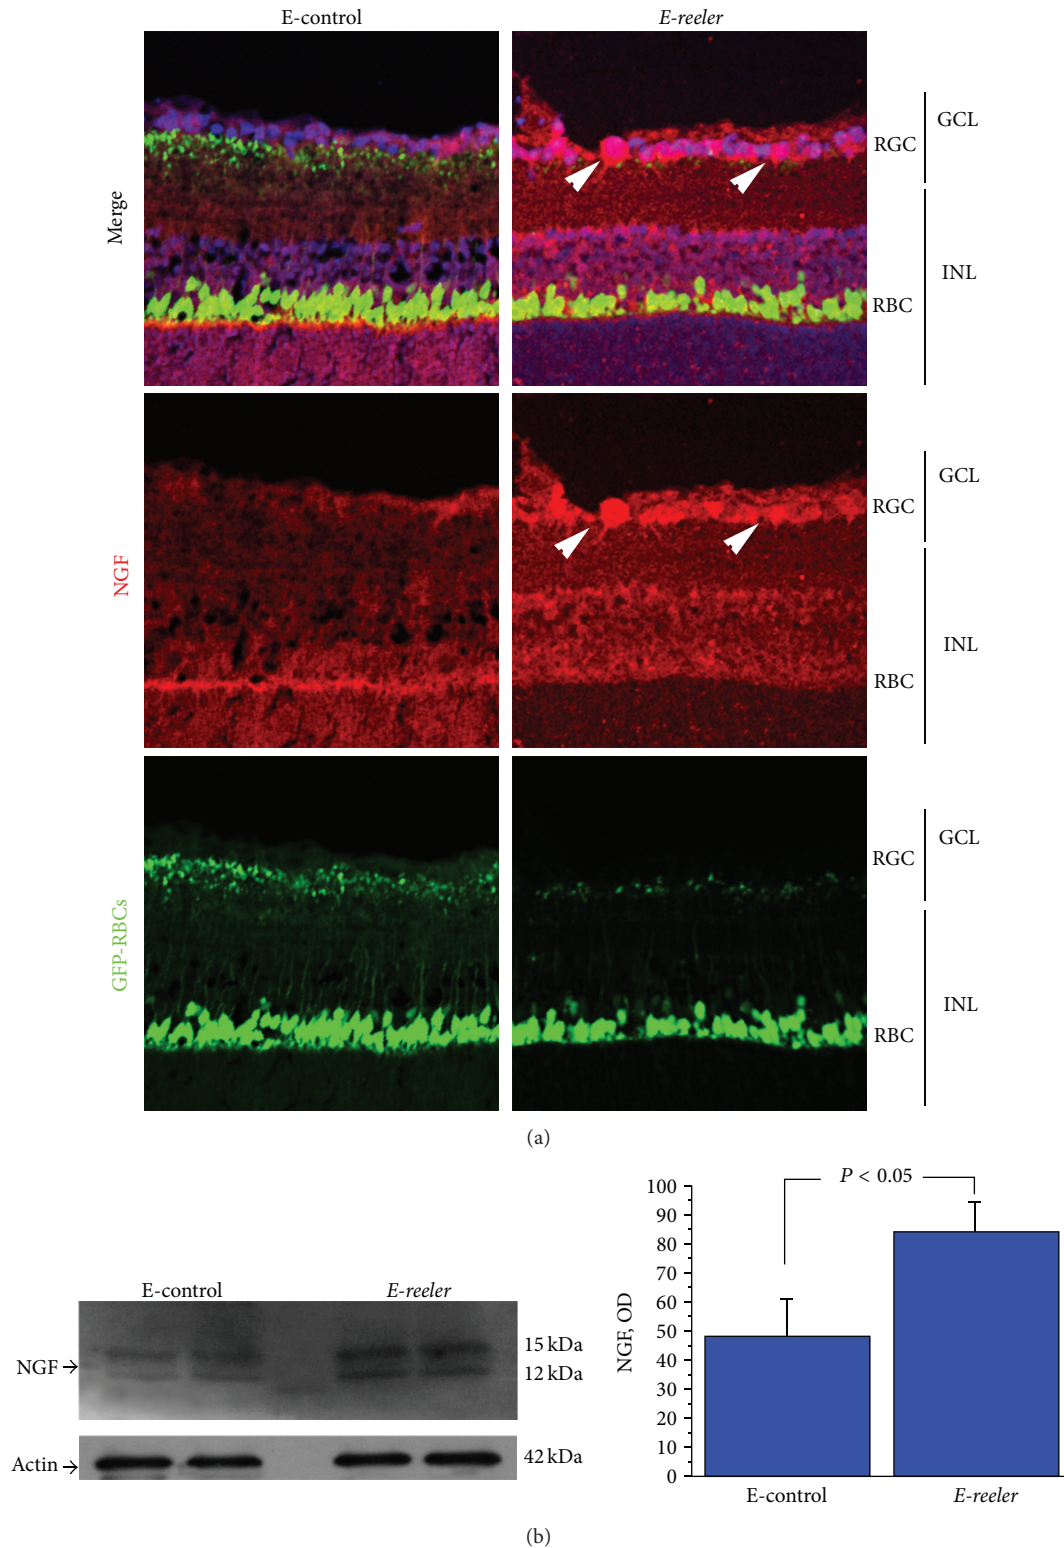 E-control
E-reeler
Merge
RGC
GCL
RBC
INL
NGF
RGC
GCL
RBC
INL
GFP-RBCs
RGC
GCL
RBC
INL
(a)
E-control
E-reeler
NGF
15 kDa
12 kDa
Actin
42 kDa
P < 0.05
NGF, OD
100
90
80
70
60
50
40
30
20
10
0
E-control
E-reeler
(b)